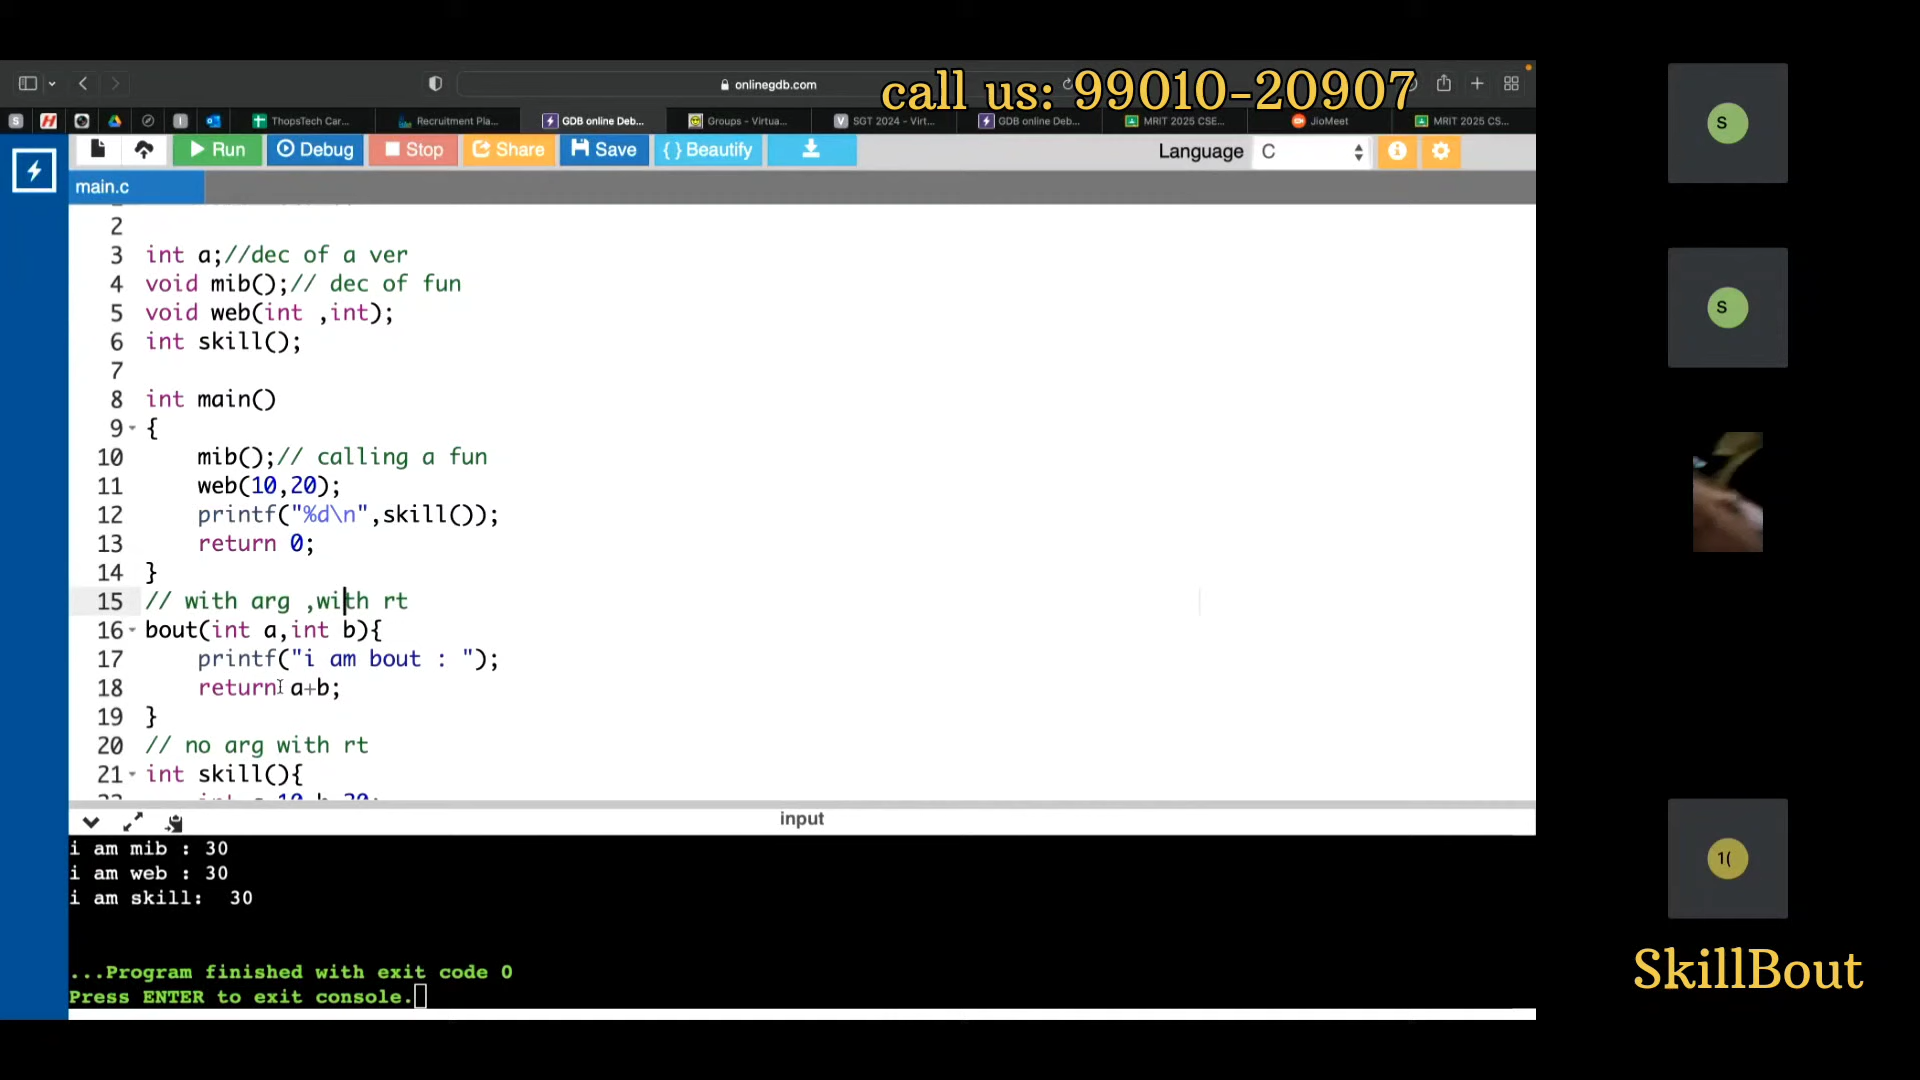 call us: 99010-20907
onlinegdb.com
ThopsTech Car...
Recruitment Pla...
GDB online Deb...
Groups - Virtua...
SGT 2024 - Virt...
GDB online Deb...
MRIT 2025 CSE...
JioMeet
MRIT 2025 CS...
Run
Debug
Stop
Share
Save
{ } Beautify
Language C
main.c
2
3 int a;//dec of a ver
4 void mib();// dec of fun
5 void web(int ,int);
6 int skill();
7
8 int main()
9 {
10 mib();// calling a fun
11 web(10,20);
12 printf("%d\n",skill());
13 return 0;
14 }
15 // with arg ,with rt
16 bout(int a,int b){
17 printf("i am bout : ");
18 return a+b;
19 }
20 // no arg with rt
21 int skill(){
input
i am mib : 30
i am web : 30
i am skill:  30
...Program finished with exit code 0
Press ENTER to exit console.
S
S
1(
SkillBout